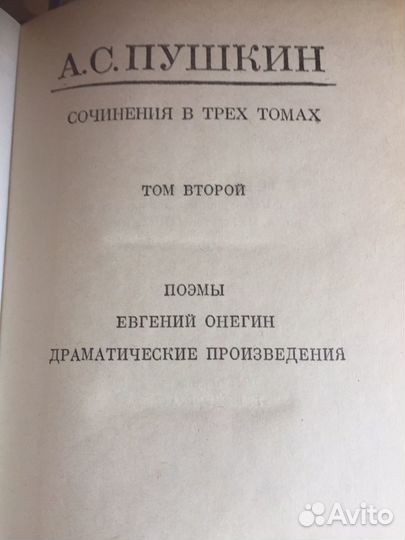 А.С.ПУШКИН
СОЧИНЕНИЯ В ТРЕХ ТОМАХ
ТОМ ВТОРОЙ
ПОЭМЫ
ЕВГЕНИЙ ОНЕГИН
ДРАМАТИЧЕСКИЕ ПРОИЗВЕДЕНИЯ
Avito